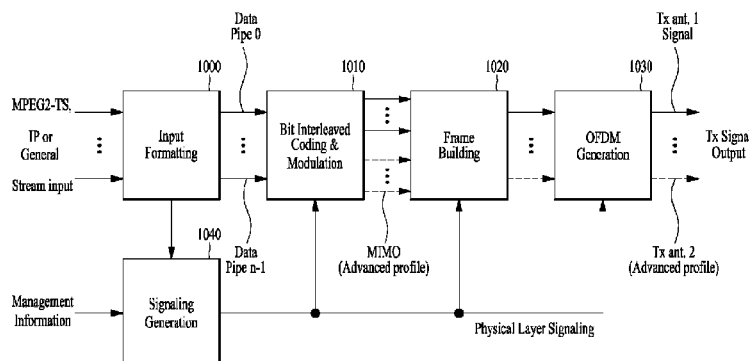 Data
Pipe 0
Tx ant. 1
Signal
1000
1010
1020
1030
MPEG2-TS,
IP or
General
Stream input
Input
Formatting
Bit Interleaved
Coding &
Modulation
Frame
Building
OFDM
Generation
Tx Signa
Output
1040
Data
Pipe n-1
MIMO
(Advanced profile)
Tx ant. 2
(Advanced profile)
Management
Information
Signaling
Generation
Physical Layer Signaling